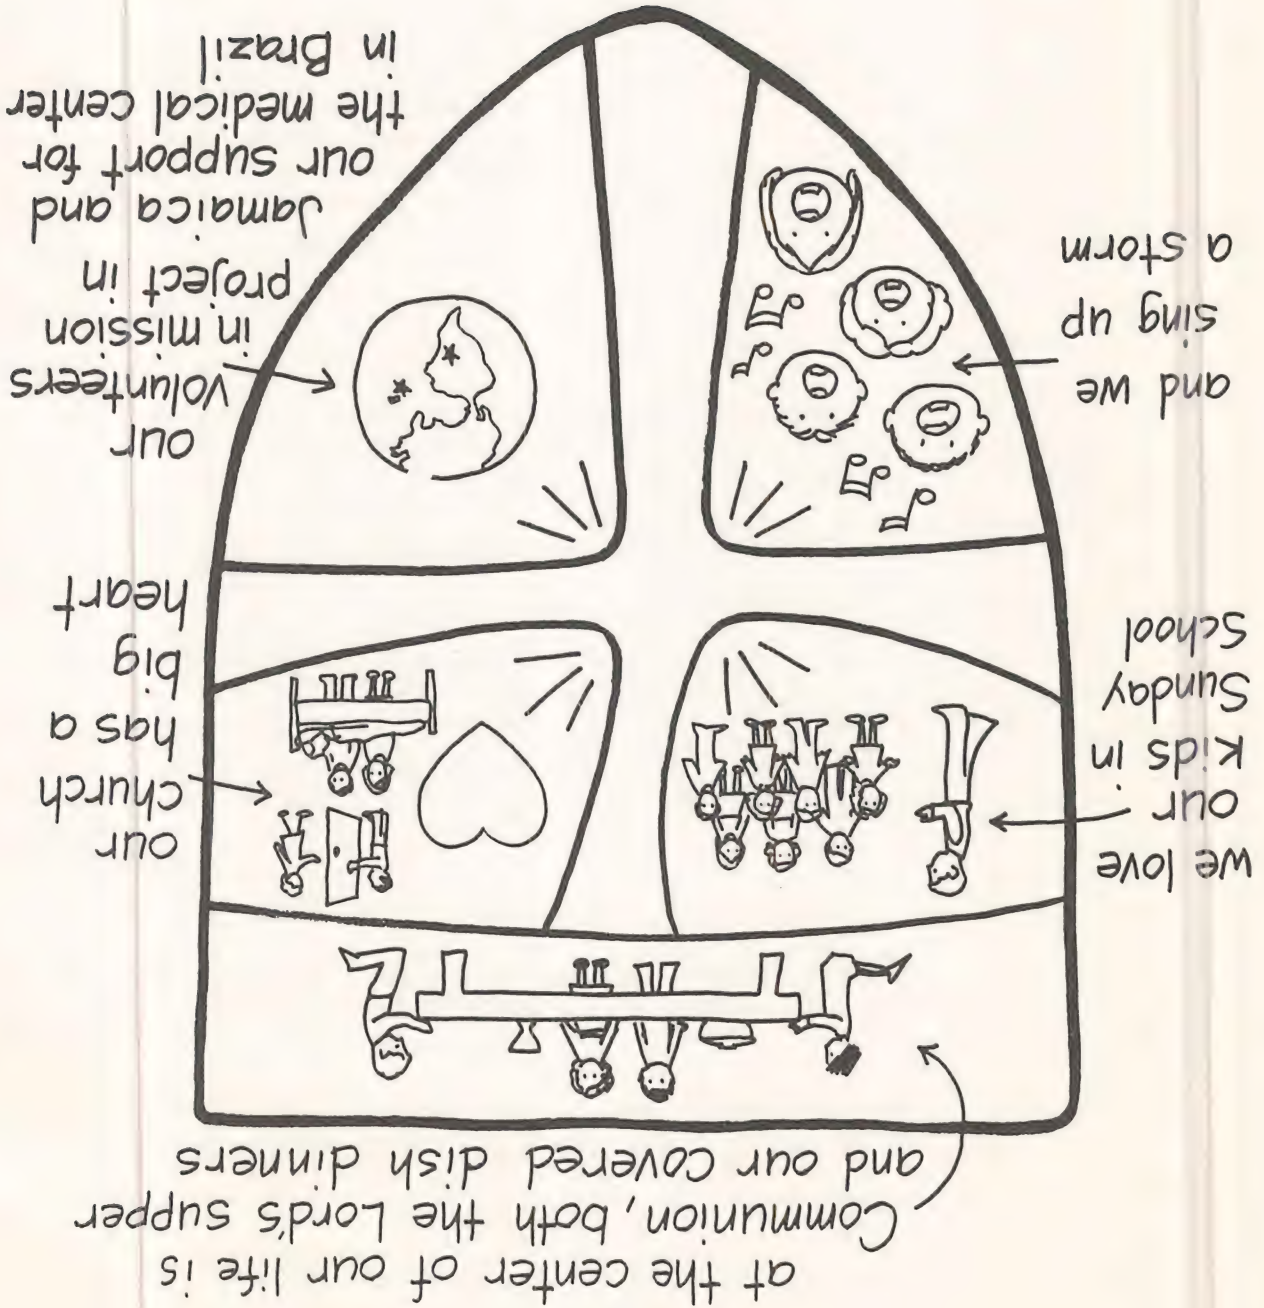 at the center of our life is
Communion, both the Lord's supper
and our covered dish dinners
we love
our
kids in
Sunday
School
our
church
has a
big
heart
and we
sing up
a storm
our
volunteers
in mission
project in
Jamaica and
our support for
the medical center
in Brazil